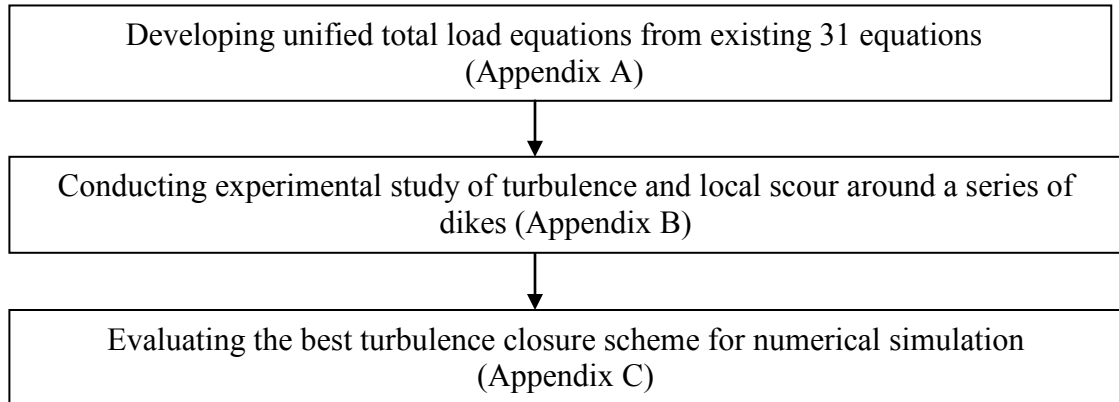 Developing unified total load equations from existing 31 equations
(Appendix A)
Conducting experimental study of turbulence and local scour around a series of
dikes (Appendix B)
Evaluating the best turbulence closure scheme for numerical simulation
(Appendix C)